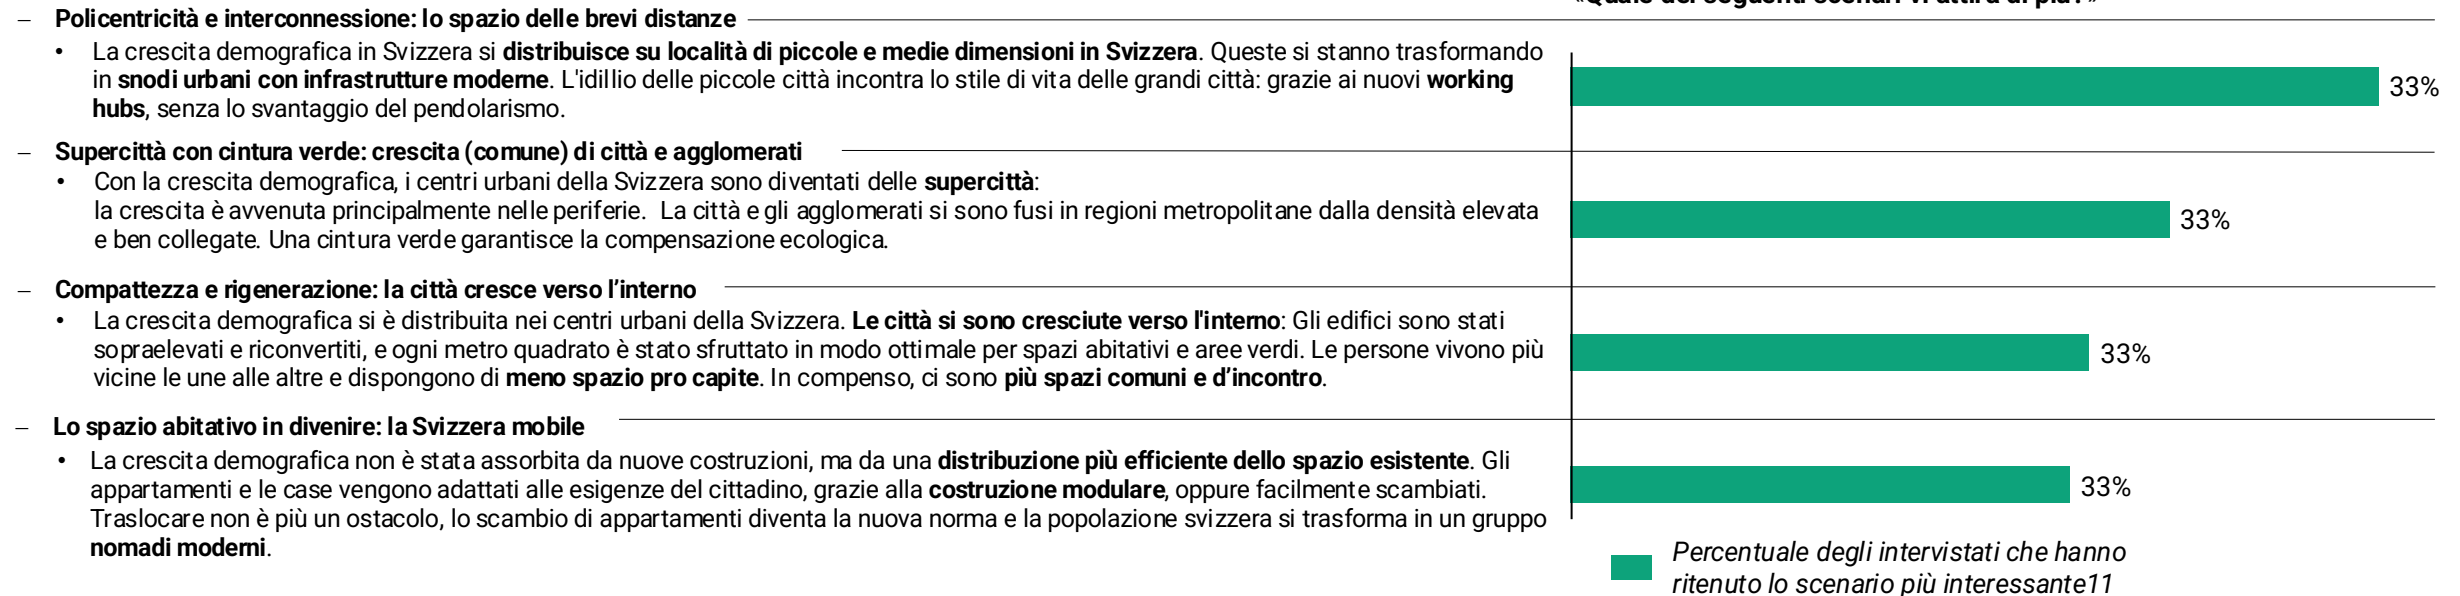 «Quale dei seguenti scenari vi attira di più?»
– Policentricità e interconnessione: lo spazio delle brevi distanze
• La crescita demografica in Svizzera si distribuisce su località di piccole e medie dimensioni in Svizzera. Queste si stanno trasformando
in snodi urbani con infrastrutture moderne. L'idillio delle piccole città incontra lo stile di vita delle grandi città: grazie ai nuovi working
hubs, senza lo svantaggio del pendolarismo.
33%
– Supercittà con cintura verde: crescita (comune) di città e agglomerati
• Con la crescita demografica, i centri urbani della Svizzera sono diventati delle supercittà:
la crescita è avvenuta principalmente nelle periferie. La città e gli agglomerati si sono fusi in regioni metropolitane dalla densità elevata
e ben collegate. Una cintura verde garantisce la compensazione ecologica.
33%
– Compattezza e rigenerazione: la città cresce verso l’interno
• La crescita demografica si è distribuita nei centri urbani della Svizzera. Le città si sono cresciute verso l'interno: Gli edifici sono stati
sopraelevati e riconvertiti, e ogni metro quadrato è stato sfruttato in modo ottimale per spazi abitativi e aree verdi. Le persone vivono più
vicine le une alle altre e dispongono di meno spazio pro capite. In compenso, ci sono più spazi comuni e d’incontro.
33%
– Lo spazio abitativo in divenire: la Svizzera mobile
• La crescita demografica non è stata assorbita da nuove costruzioni, ma da una distribuzione più efficiente dello spazio esistente. Gli
appartamenti e le case vengono adattati alle esigenze del cittadino, grazie alla costruzione modulare, oppure facilmente scambiati.
Traslocare non è più un ostacolo, lo scambio di appartamenti diventa la nuova norma e la popolazione svizzera si trasforma in un gruppo
nomadi moderni.
33%
Percentuale degli intervistati che hanno
ritenuto lo scenario più interessante11